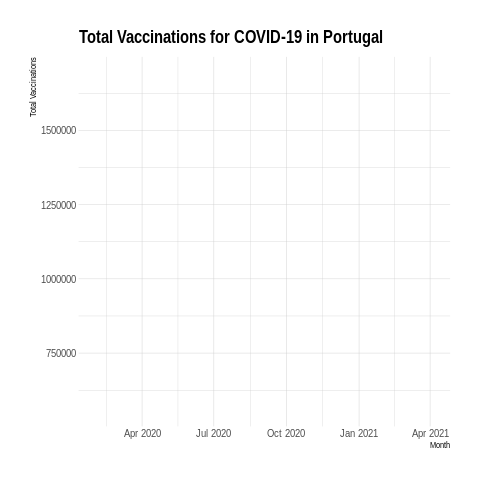 Total Vaccinations for COVID-19 in Portugal
Total Vaccinations
1500000
1250000
1000000
750000
Apr 2020 Jul 2020 Oct 2020 Jan 2021 Apr 2021
Month